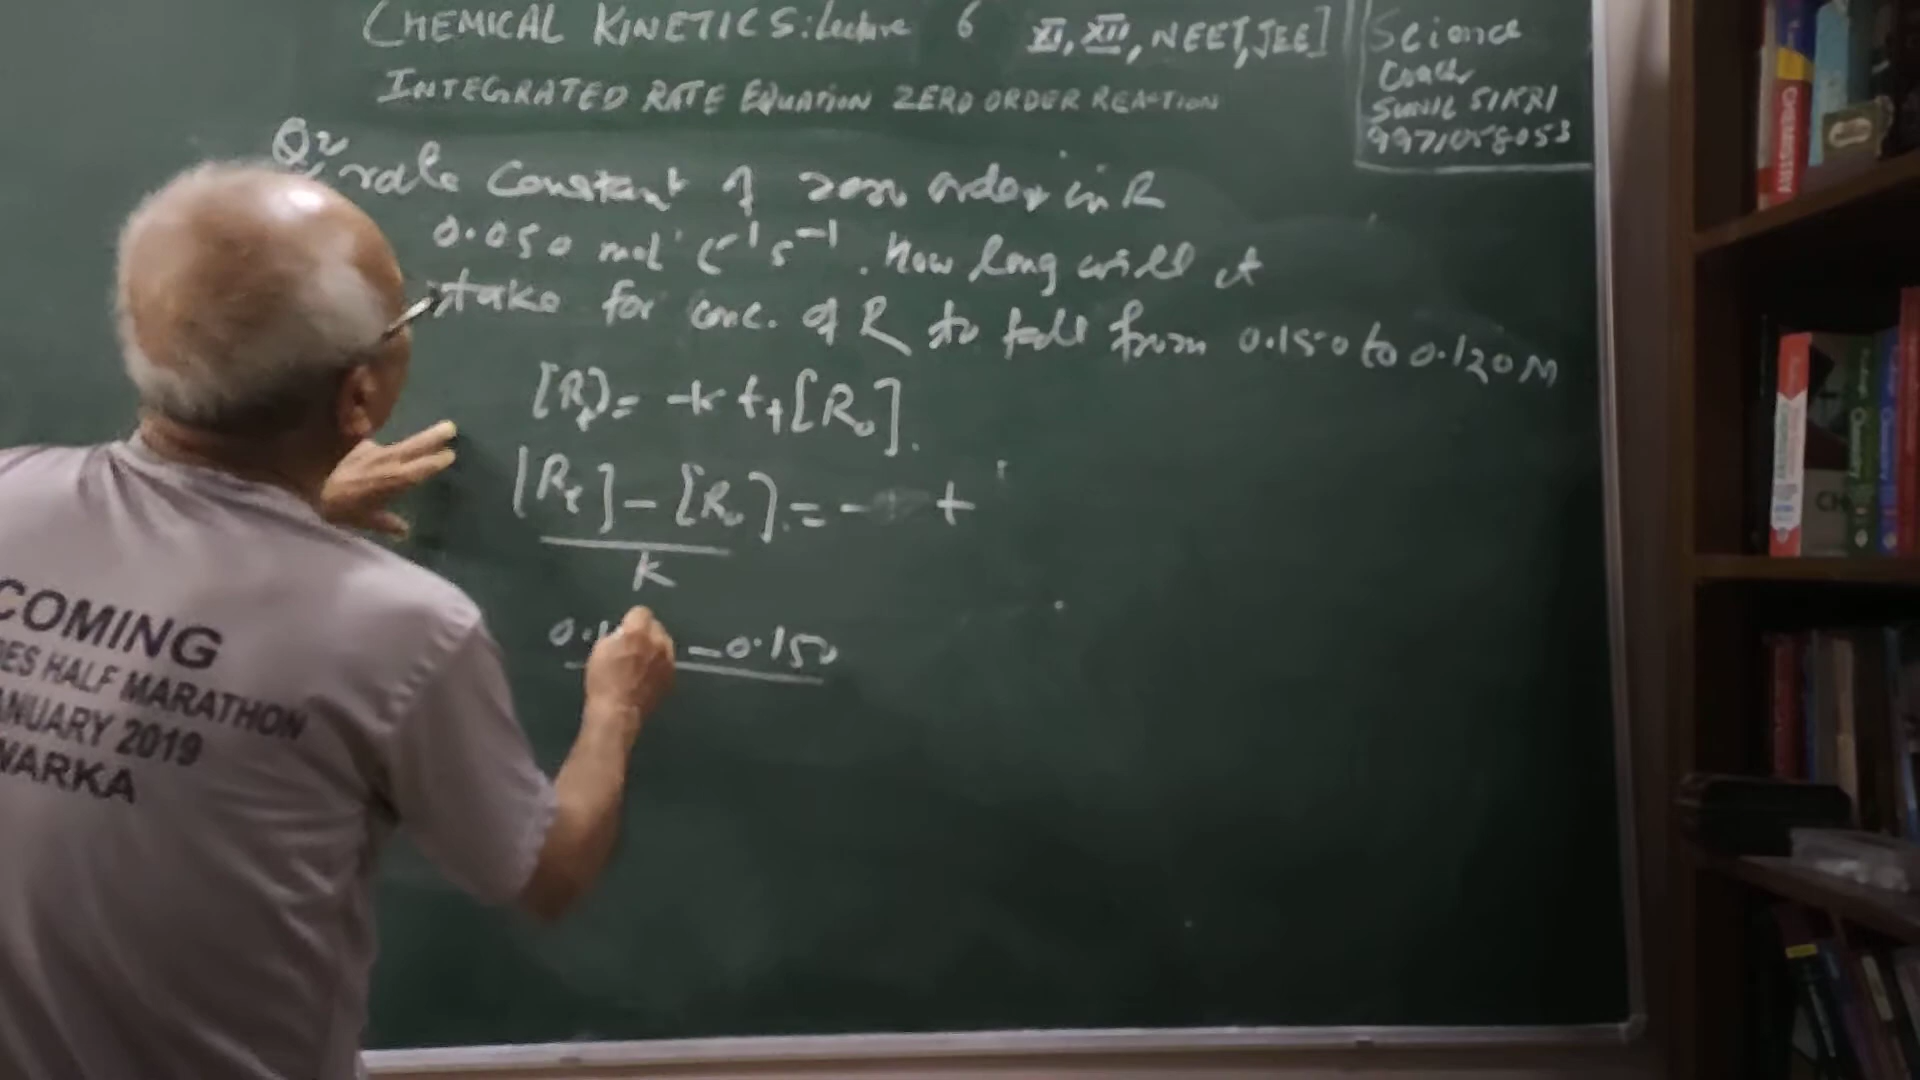 CHEMICAL KINETICS: Lecture 6 XI, XII, NEET, JEE]
INTEGRATED RATE EQUATION ZERO ORDER REACTION
Science
Coach
SUNIL SIKRI
9971058053
Q2 rate Constant of zero order in R
0.050 mol L⁻¹ s⁻¹. How long will it
take for conc. of R to fall from 0.150 to 0.120 M
[Rt] = -kt + [R₀].
[Rt] - [R₀] = - t
k
- 0.150
COMING
HALF MARATHON
2019
CHEMISTRY